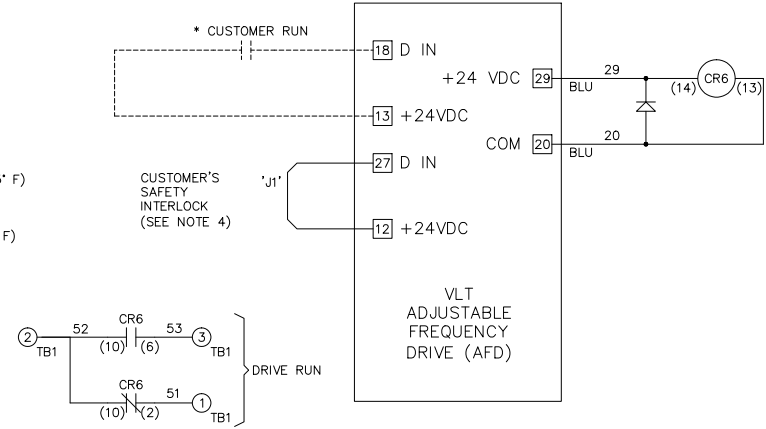 * CUSTOMER RUN
18 D IN
+24 VDC 29
29
BLU
CR6
(14) (13)
13 +24VDC
COM 20
20
BLU
27 D IN
CUSTOMER'S
SAFETY
INTERLOCK
(SEE NOTE 4)
'J1'
12 +24VDC
° F)
F)
VLT
ADJUSTABLE
FREQUENCY
DRIVE (AFD)
2
TB1
52
CR6
(10) (6)
53
3
TB1
DRIVE RUN
CR6
(10) (2)
51
1
TB1